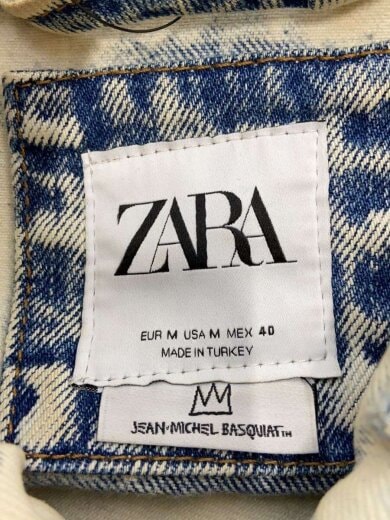 ZARA
EUR M USA M MEX 40
MADE IN TURKEY
JEAN-MICHEL BASQUIAT™